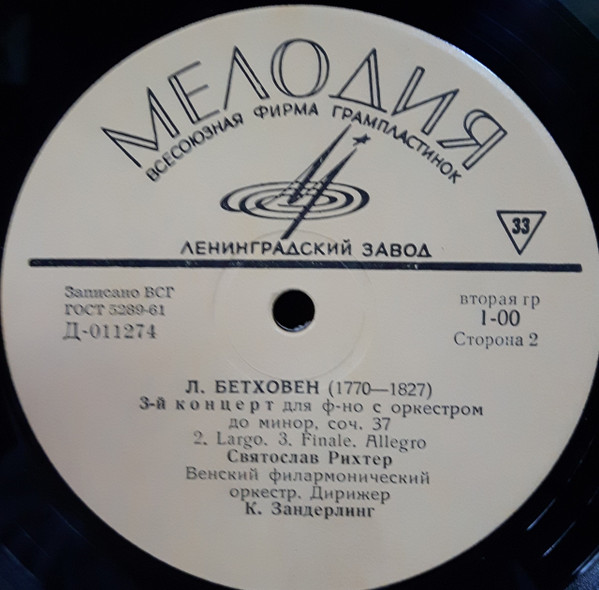 МЕЛОДИЯ
ВСЕСОЮЗНАЯ ФИРМА ГРАМПЛАСТИНОК
33
ЛЕНИНГРАДСКИЙ ЗАВОД
Записано ВСГ
ГОСТ 5289-61
Д-011274
вторая гр
1-00
Сторона 2
Л. БЕТХОВЕН (1770—1827)
3-й концерт для ф-но с оркестром
до минор, соч. 37
2. Largo. 3. Finale. Allegro
Святослав Рихтер
Венский филармонический
оркестр. Дирижер
К. Зандерлинг